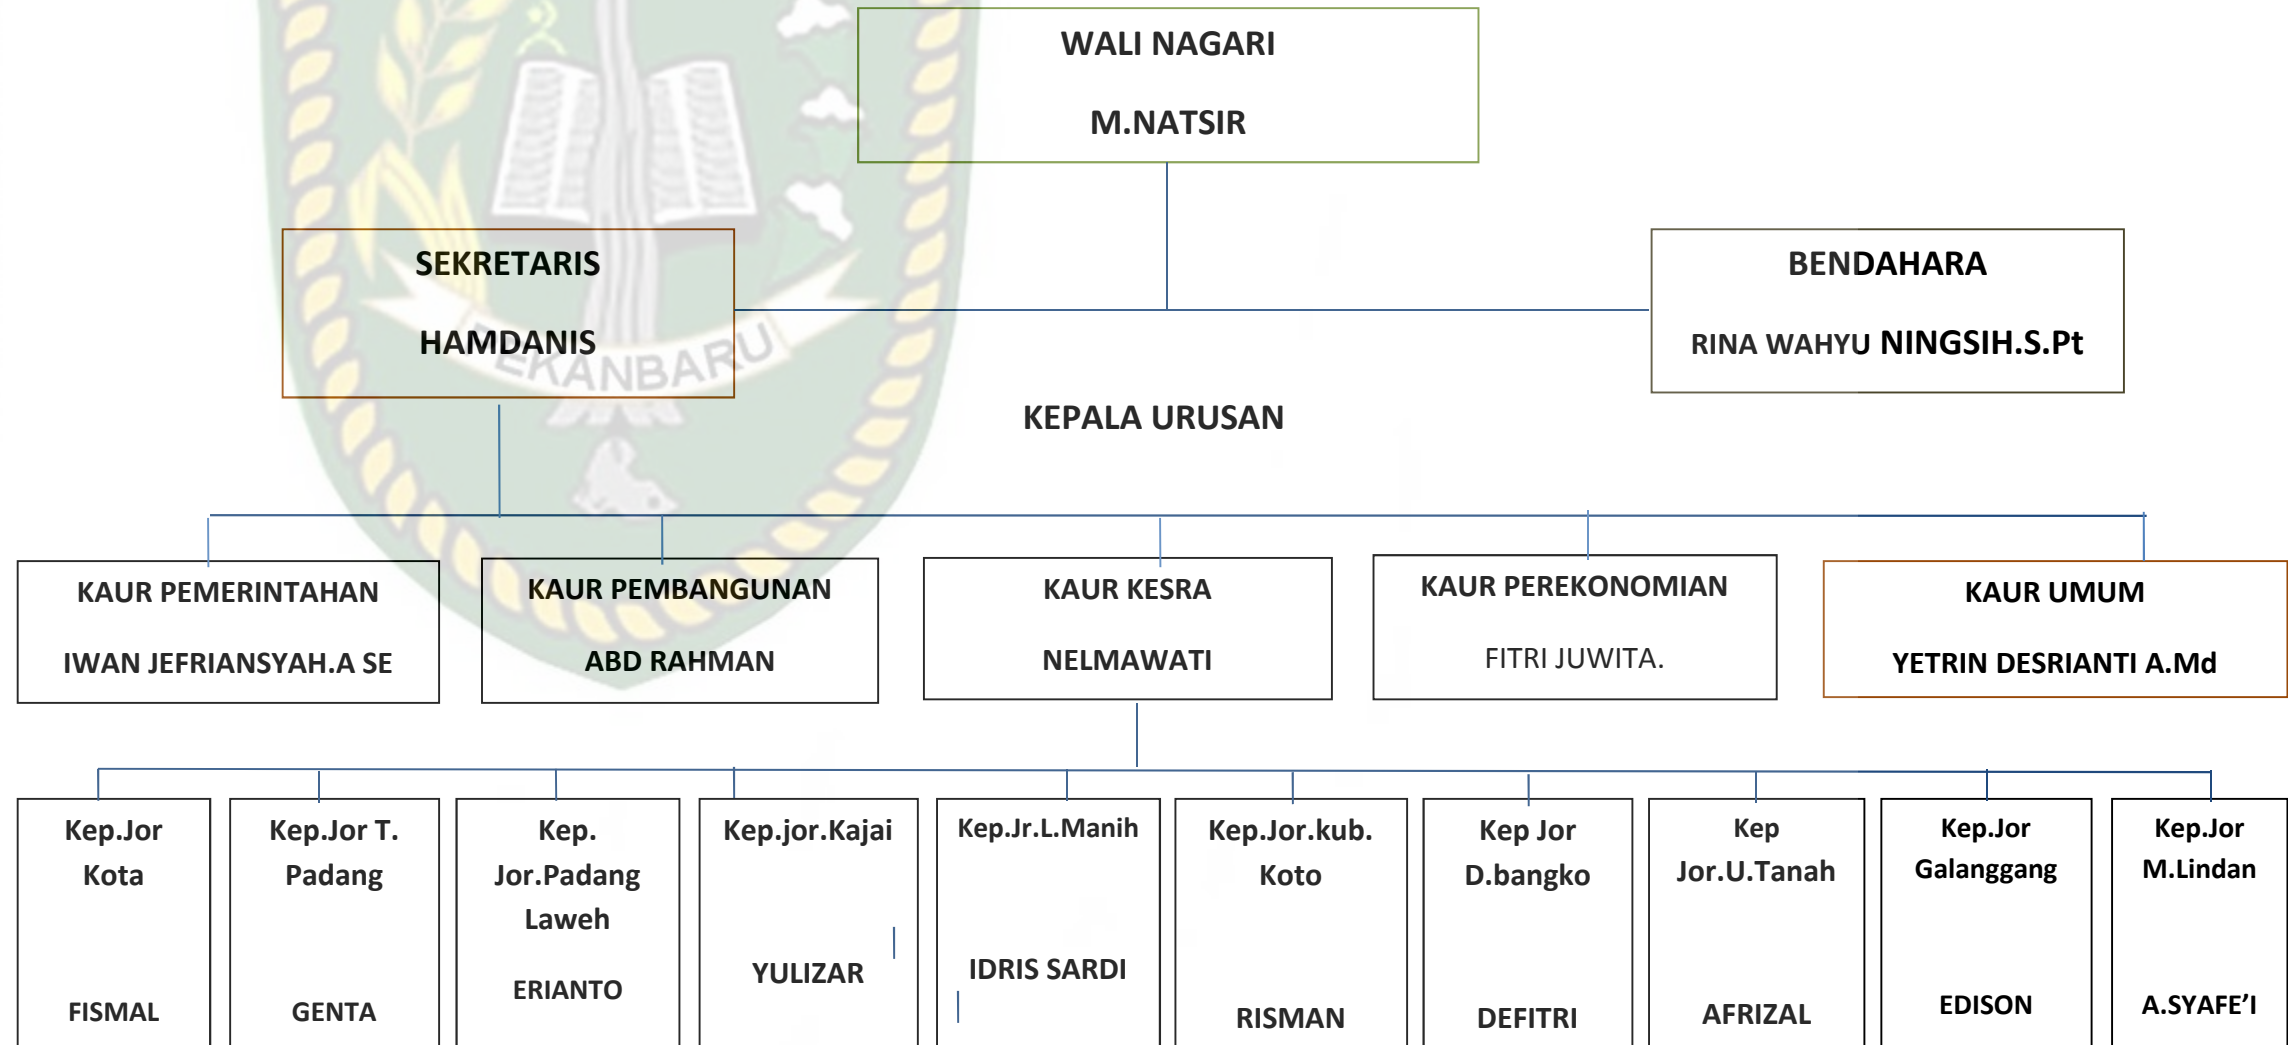 WALI NAGARI
M.NATSIR
SEKRETARIS
HAMDANIS
BENDAHARA
RINA WAHYU NINGSIH.S.Pt
EKANBARU
KEPALA URUSAN
KAUR PEMERINTAHAN
IWAN JEFRIANSYAH.A SE
KAUR PEMBANGUNAN
ABD RAHMAN
KAUR KESRA
NELMAWATI
KAUR PEREKONOMIAN
FITRI JUWITA.
KAUR UMUM
YETRIN DESRIANTI A.Md
Kep.Jor
Kota
FISMAL
Kep.Jor T.
Padang
GENTA
Kep.
Jor.Padang
Laweh
ERIANTO
Kep.jor.Kajai
YULIZAR
Kep.Jr.L.Manih
IDRIS SARDI
Kep.Jor.kub.
Koto
RISMAN
Kep Jor
D.bangko
DEFITRI
Kep
Jor.U.Tanah
AFRIZAL
Kep.Jor
Galanggang
EDISON
Kep.Jor
M.Lindan
A.SYAFE’I